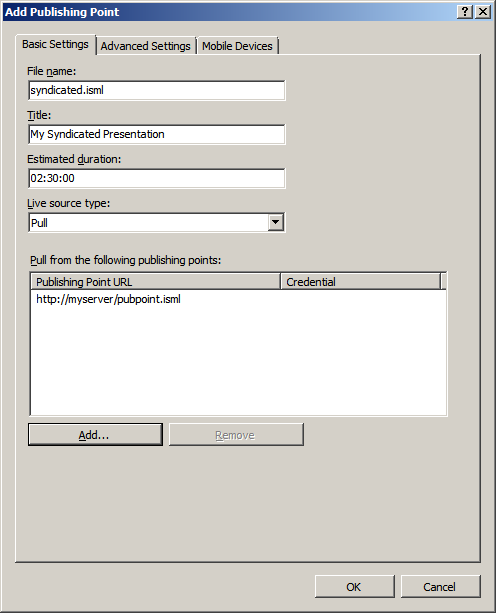 Add Publishing Point
Basic Settings Advanced Settings Mobile Devices
File name:
syndicated.isml
Title:
My Syndicated Presentation
Estimated duration:
02:30:00
Live source type:
Pull
Pull from the following publishing points:
Publishing Point URL Credential
http://myserver/pubpoint.isml
Add... Remove
OK Cancel